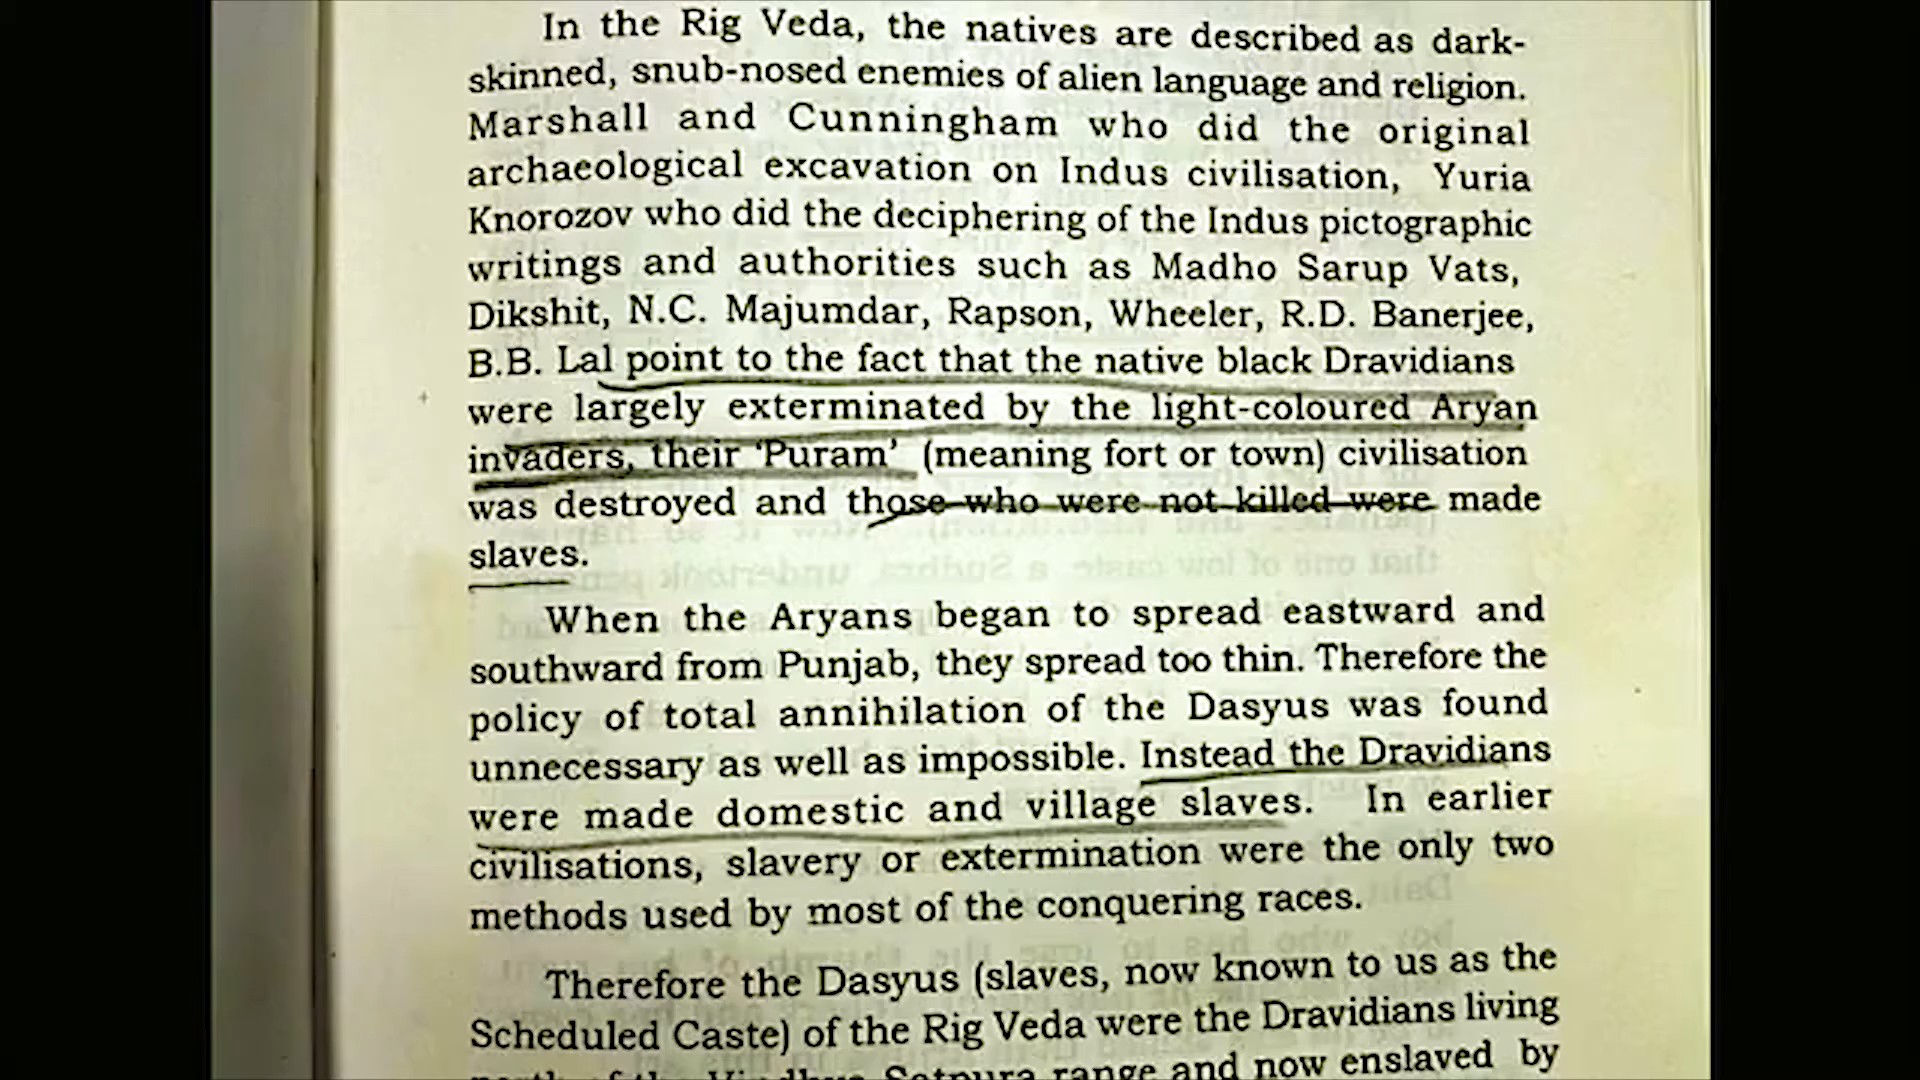 In the Rig Veda, the natives are described as dark-
skinned, snub-nosed enemies of alien language and religion.
Marshall and Cunningham who did the original
archaeological excavation on Indus civilisation, Yuria
Knorozov who did the deciphering of the Indus pictographic
writings and authorities such as Madho Sarup Vats,
Dikshit, N.C. Majumdar, Rapson, Wheeler, R.D. Banerjee,
B.B. Lal point to the fact that the native black Dravidians
were largely exterminated by the light-coloured Aryan
invaders, their ‘Puram’ (meaning fort or town) civilisation
was destroyed and those who were not killed were made
slaves.
When the Aryans began to spread eastward and
southward from Punjab, they spread too thin. Therefore the
policy of total annihilation of the Dasyus was found
unnecessary as well as impossible. Instead the Dravidians
were made domestic and village slaves. In earlier
civilisations, slavery or extermination were the only two
methods used by most of the conquering races.
Therefore the Dasyus (slaves, now known to us as the
Scheduled Caste) of the Rig Veda were the Dravidians living
north of the Vindhya Satpura range and now enslaved by